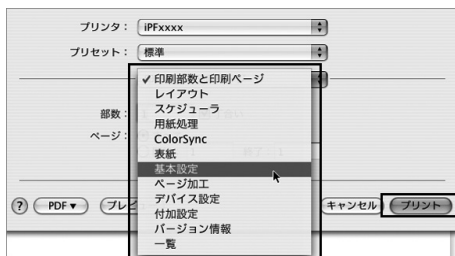 プリンタ： iPFxxxx
プリセット： 標準
✓ 印刷部数と印刷ページ
レイアウト
部数：
スケジューラ
用紙処理
ページ：
ColorSync
表紙
基本設定
ページ加工
? PDF▼ プレビ キャンセル プリント
デバイス設定
付加設定
バージョン情報
一覧